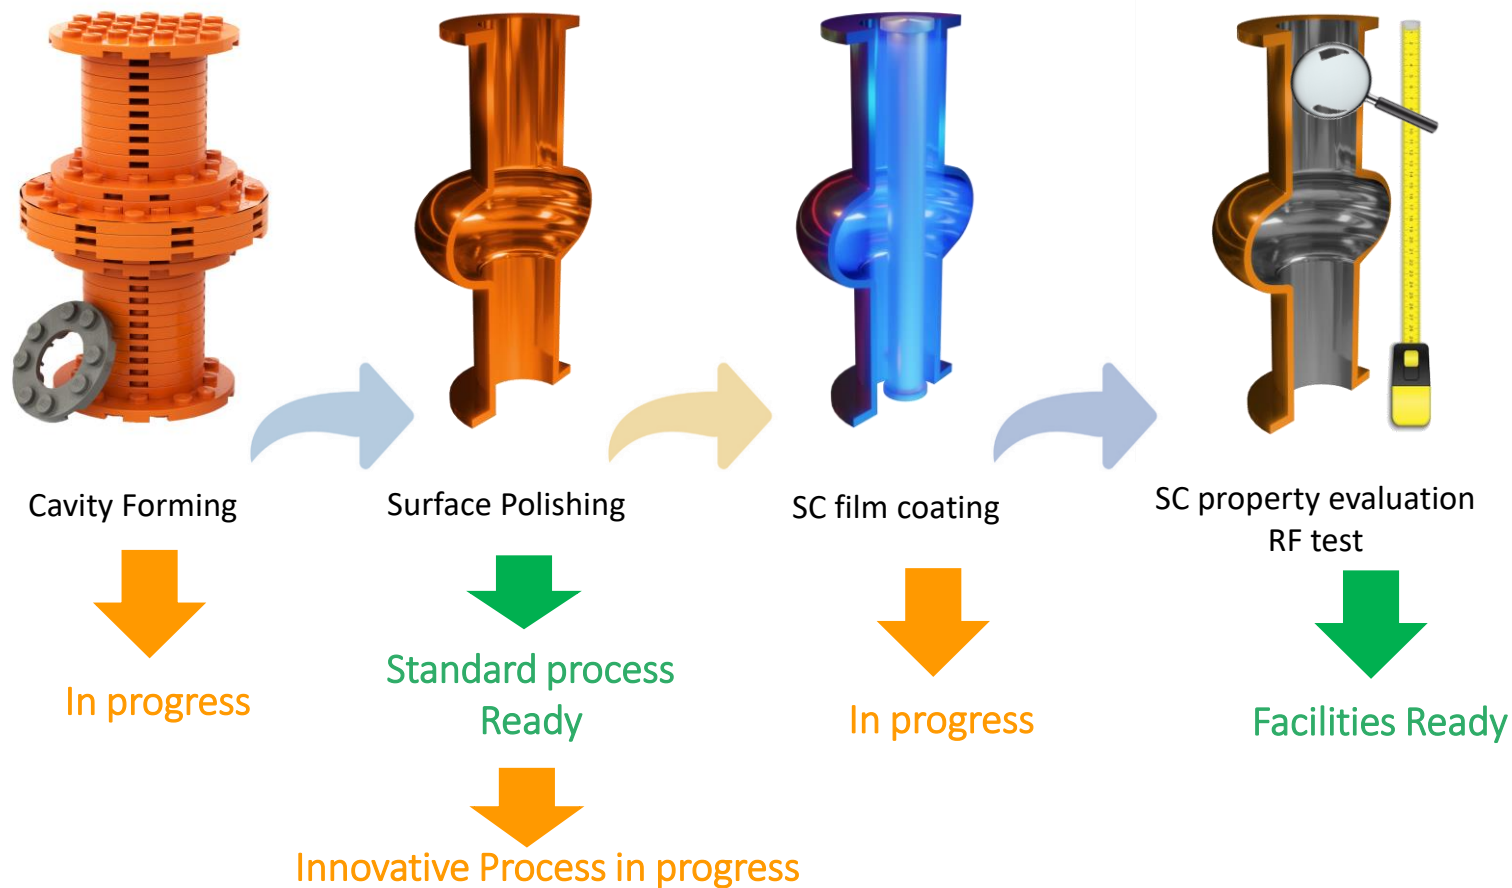 Cavity Forming
Surface Polishing
SC film coating
SC property evaluation
RF test
In progress
Standard process
Ready
In progress
Facilities Ready
Innovative Process in progress